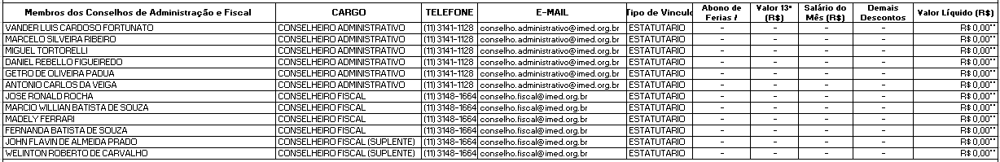 Membros dos Conselhos de Administração e Fiscal CARGO TELEFONE E-MAIL Tipo de Vinculo Abono de Ferias / Valor 13ª (R$) Salário do Mês (R$) Demais Descontos Valor Líquido (R$)
VANDER LUIS CARDOSO FORTUNATO CONSELHEIRO ADMINISTRATIVO (11) 3141-1128 conselho.administrativo@imed.org.br ESTATUTARIO - - - - R$ 0,00**
MARCELO SILVEIRA RIBEIRO CONSELHEIRO ADMINISTRATIVO (11) 3141-1128 conselho.administrativo@imed.org.br ESTATUTARIO - - - - R$ 0,00**
MIGUEL TORTORELLI CONSELHEIRO ADMINISTRATIVO (11) 3141-1128 conselho.administrativo@imed.org.br ESTATUTARIO - - - - R$ 0,00**
DANIEL REBELLO FIGUEIREDO CONSELHEIRO ADMINISTRATIVO (11) 3141-1128 conselho.administrativo@imed.org.br ESTATUTARIO - - - - R$ 0,00**
GETRO DE OLIVEIRA PADUA CONSELHEIRO ADMINISTRATIVO (11) 3141-1128 conselho.administrativo@imed.org.br ESTATUTARIO - - - - R$ 0,00**
ANTONIO CARLOS DA VEIGA CONSELHEIRO ADMINISTRATIVO (11) 3141-1128 conselho.administrativo@imed.org.br ESTATUTARIO - - - - R$ 0,00**
JOSE RONALD ROCHA CONSELHEIRO FISCAL (11) 3148-1664 conselho.fiscal@imed.org.br ESTATUTARIO - - - - R$ 0,00**
MARCIO WILLIAN BATISTA DE SOUZA CONSELHEIRO FISCAL (11) 3148-1664 conselho.fiscal@imed.org.br ESTATUTARIO - - - - R$ 0,00**
MADELY FERRARI CONSELHEIRO FISCAL (11) 3148-1664 conselho.fiscal@imed.org.br ESTATUTARIO - - - - R$ 0,00**
FERNANDA BATISTA DE SOUZA CONSELHEIRO FISCAL (11) 3148-1664 conselho.fiscal@imed.org.br ESTATUTARIO - - - - R$ 0,00**
JOHN FLAVIN DE ALMEIDA PRADO CONSELHEIRO FISCAL (SUPLENTE) (11) 3148-1664 conselho.fiscal@imed.org.br ESTATUTARIO - - - - R$ 0,00**
WELINTON ROBERTO DE CARVALHO CONSELHEIRO FISCAL (SUPLENTE) (11) 3148-1664 conselho.fiscal@imed.org.br ESTATUTARIO - - - - R$ 0,00**